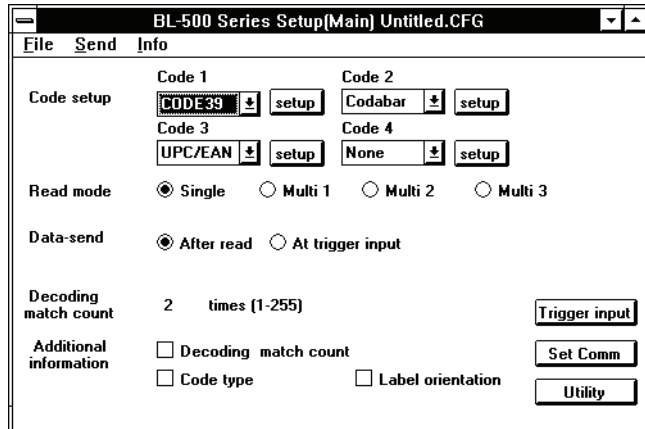 BL-500 Series Setup(Main) Untitled.CFG
File Send Info
Code 1 Code 2
Code setup CODE39 setup Codabar setup
Code 3 Code 4
UPC/EAN setup None setup
Read mode Single Multi 1 Multi 2 Multi 3
Data-send After read At trigger input
Decoding
match count 2 times (1-255) Trigger input
Additional
information Decoding match count Set Comm
Code type Label orientation Utility